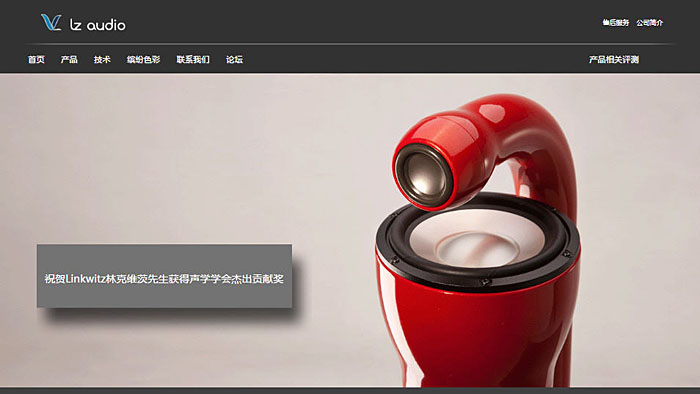 lz audio
售后服务 公司简介
首页 产品 技术 缤纷色彩 联系我们 论坛 产品相关评测
祝贺Linkwitz林克维茨先生获得声学学会杰出贡献奖